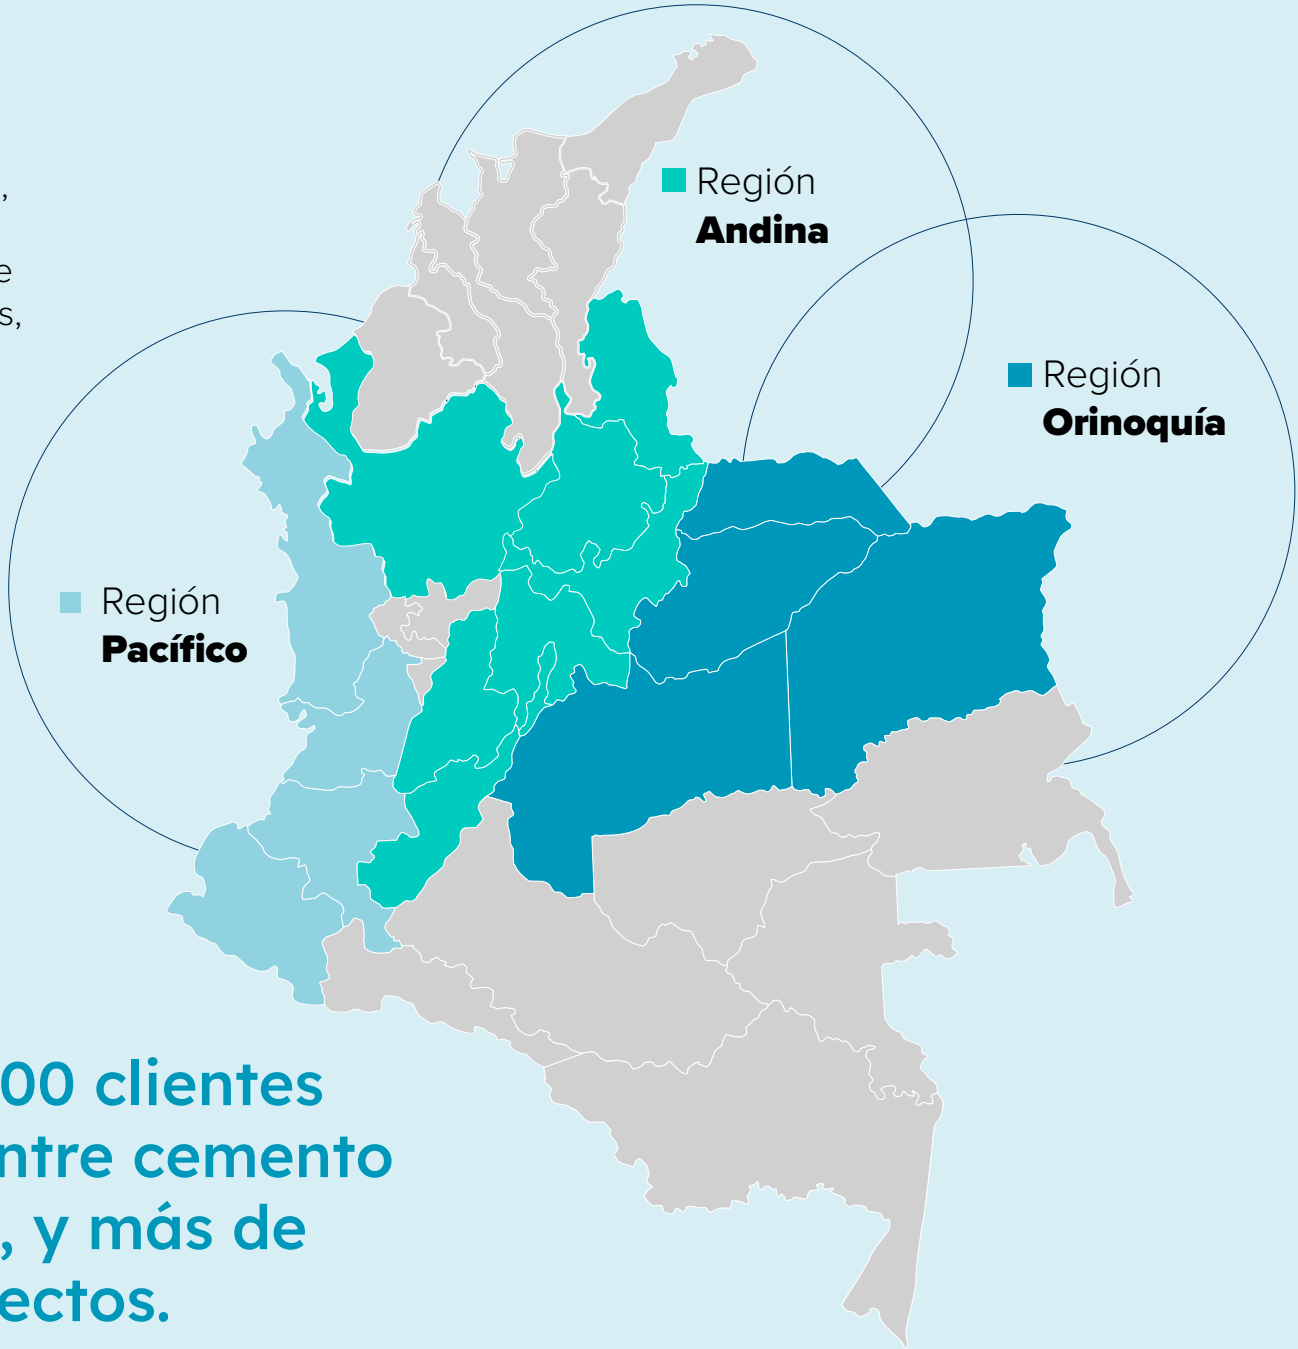 ,
e
s,
Región
Andina
Región
Orinoquía
Región
Pacífico
00 clientes
ntre cemento
, y más de
ectos.